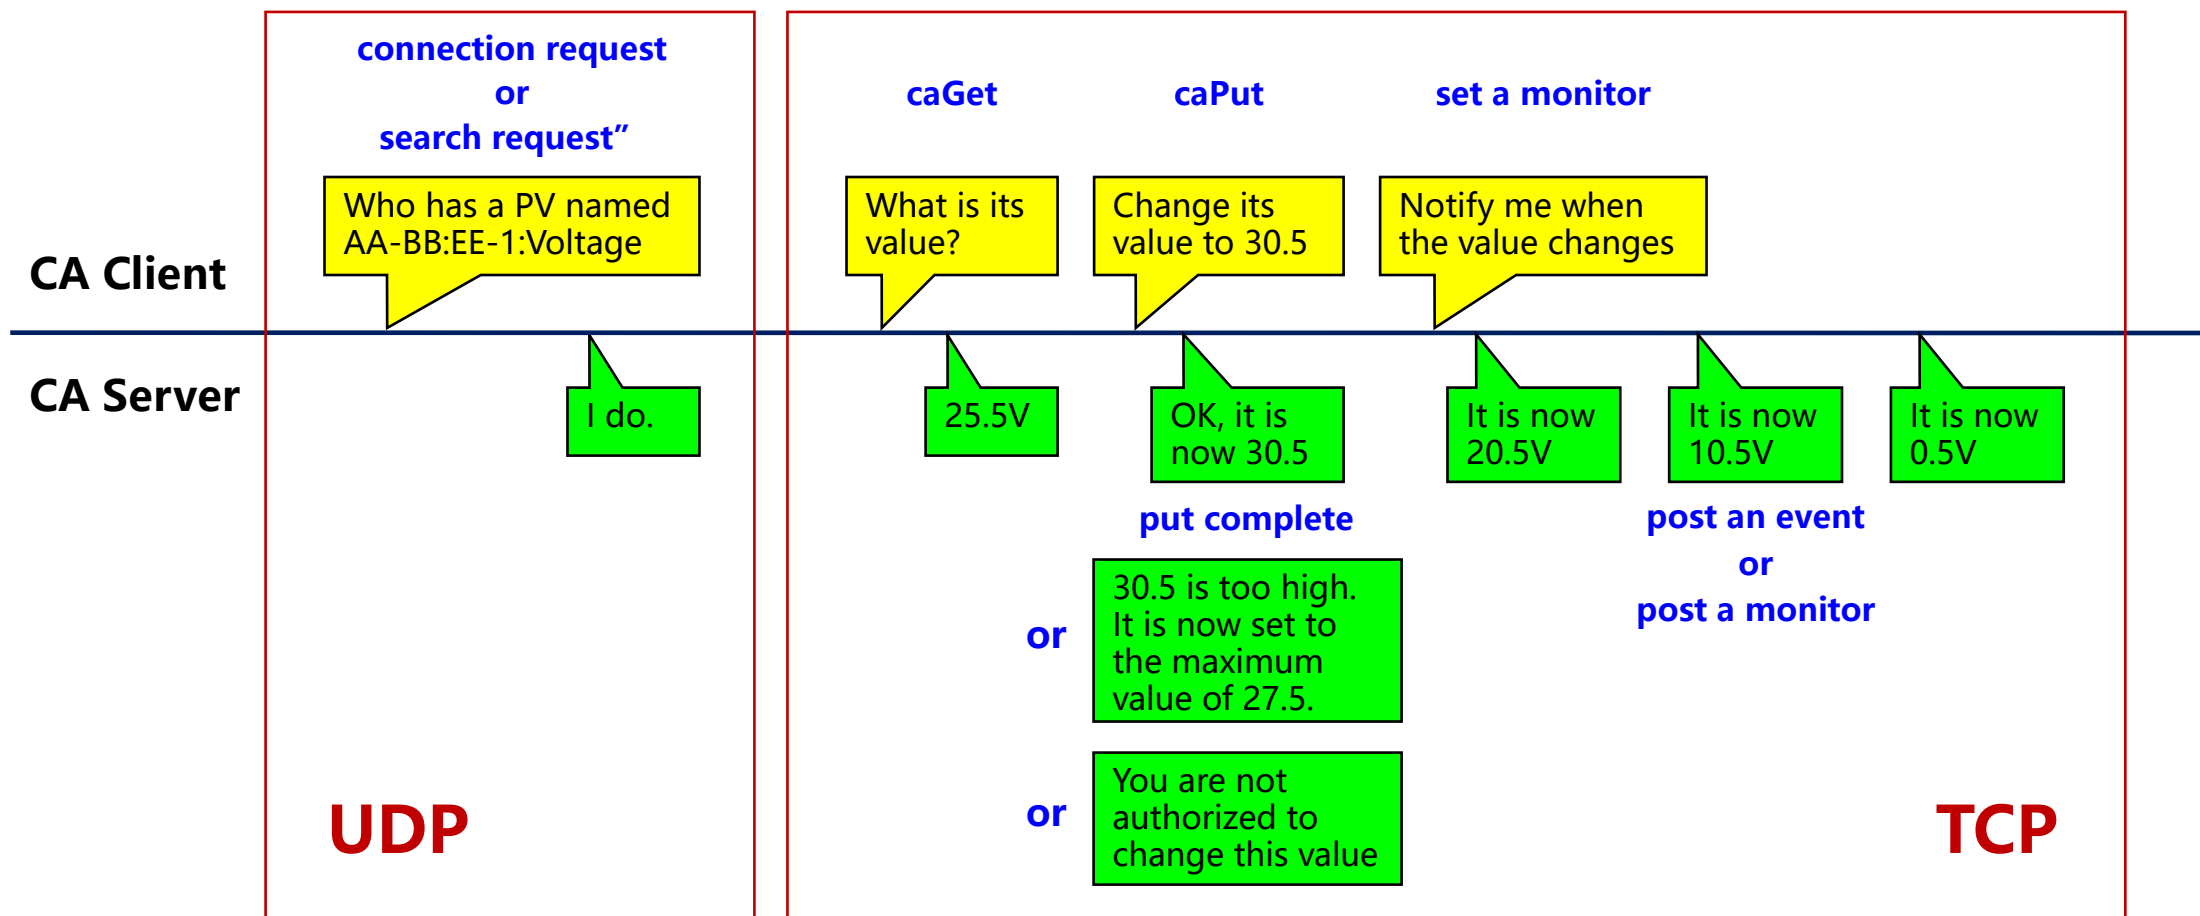 connection request
or
search request”
caGet
caPut
set a monitor
Who has a PV named
AA-BB:EE-1:Voltage
What is its
value?
Change its
value to 30.5
Notify me when
the value changes
CA Client
CA Server
I do.
25.5V
OK, it is
now 30.5
It is now
20.5V
It is now
10.5V
It is now
0.5V
put complete
post an event
or
post a monitor
or
30.5 is too high.
It is now set to
the maximum
value of 27.5.
or
You are not
authorized to
change this value
UDP
TCP